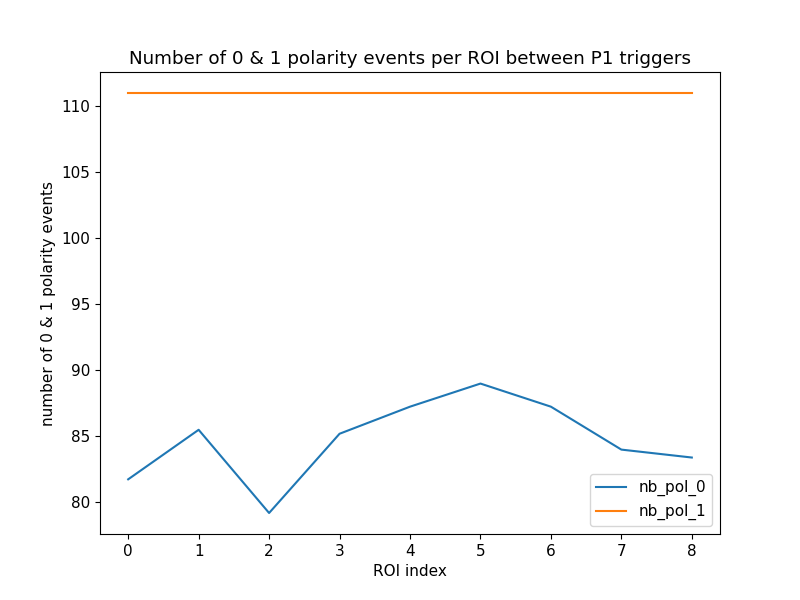 Number of 0 & 1 polarity events per ROI between P1 triggers
110
105
100
95
90
85
80
number of 0 & 1 polarity events
nb_pol_0
nb_pol_1
0 1 2 3 4 5 6 7 8
ROI index